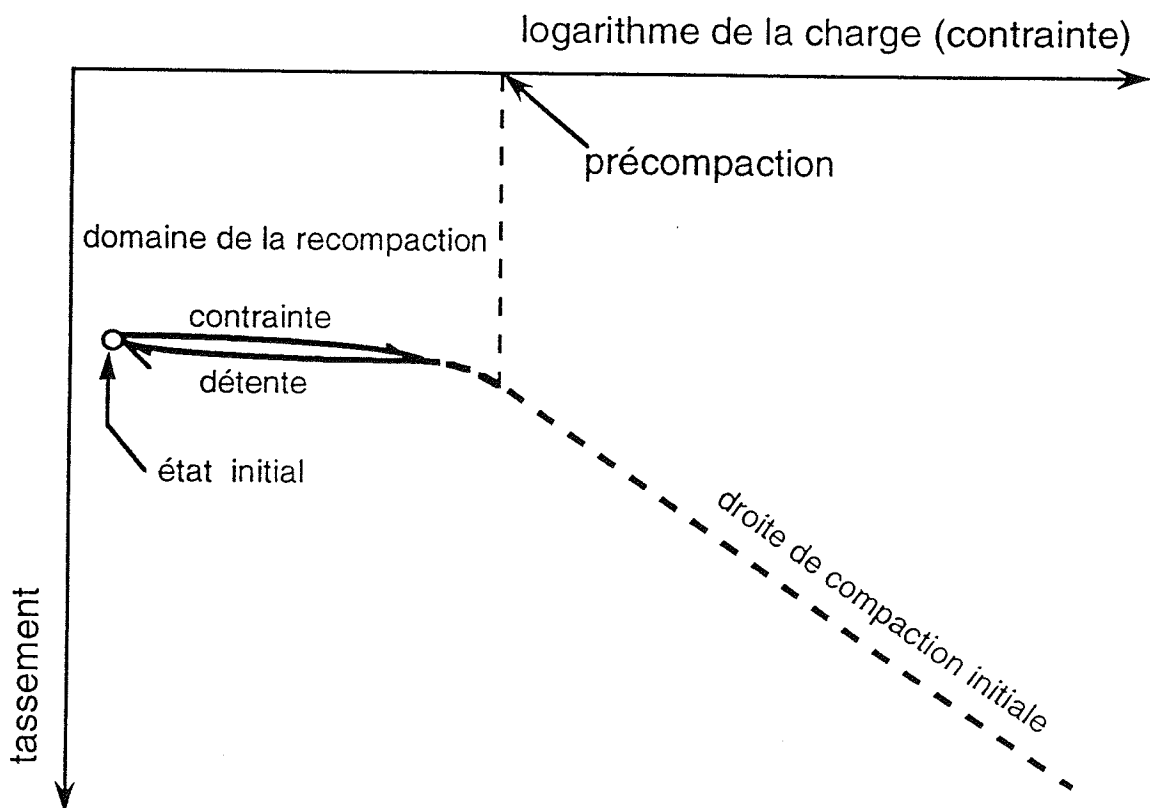 logarithme de la charge (contrainte)
précompaction
domaine de la recompaction
contrainte
détente
état initial
droite de compaction initiale
tassement